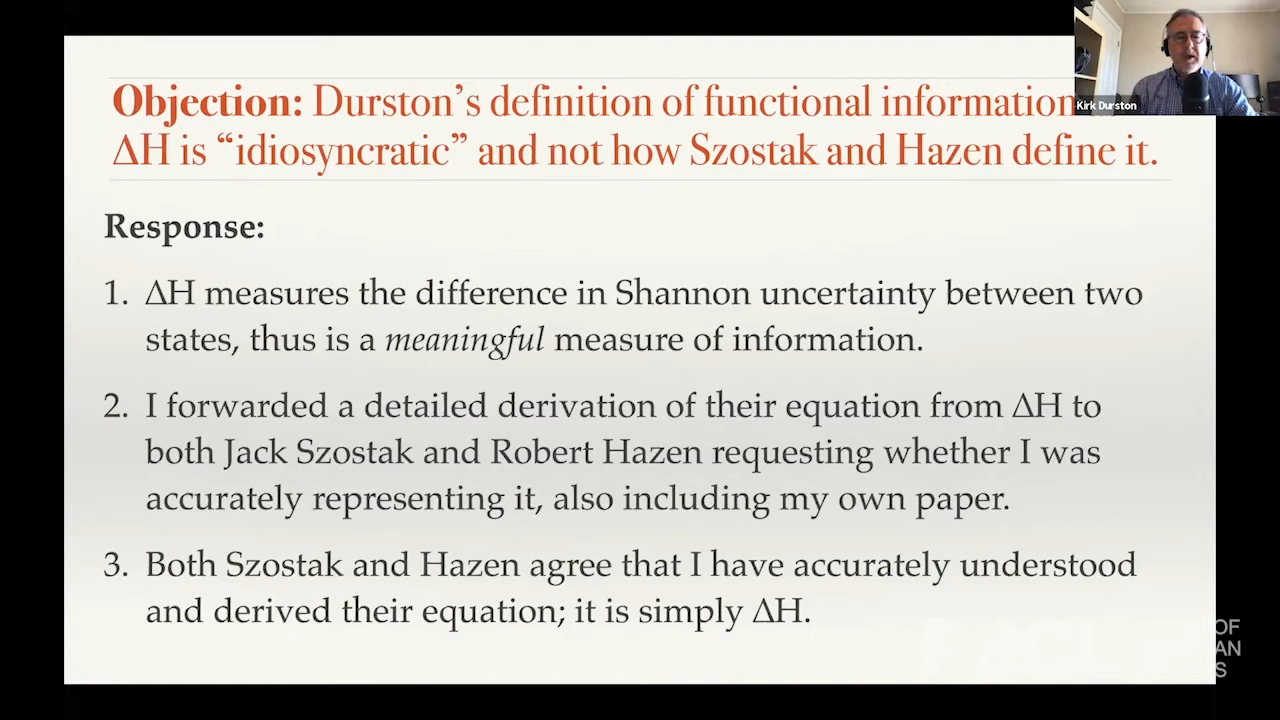 Objection: Durston's definition of functional information
ΔH is "idiosyncratic" and not how Szostak and Hazen define it.
Kirk Durston
Response:
1. ΔH measures the difference in Shannon uncertainty between two
states, thus is a meaningful measure of information.
2. I forwarded a detailed derivation of their equation from ΔH to
both Jack Szostak and Robert Hazen requesting whether I was
accurately representing it, also including my own paper.
3. Both Szostak and Hazen agree that I have accurately understood
and derived their equation; it is simply ΔH.
OF
AN
S